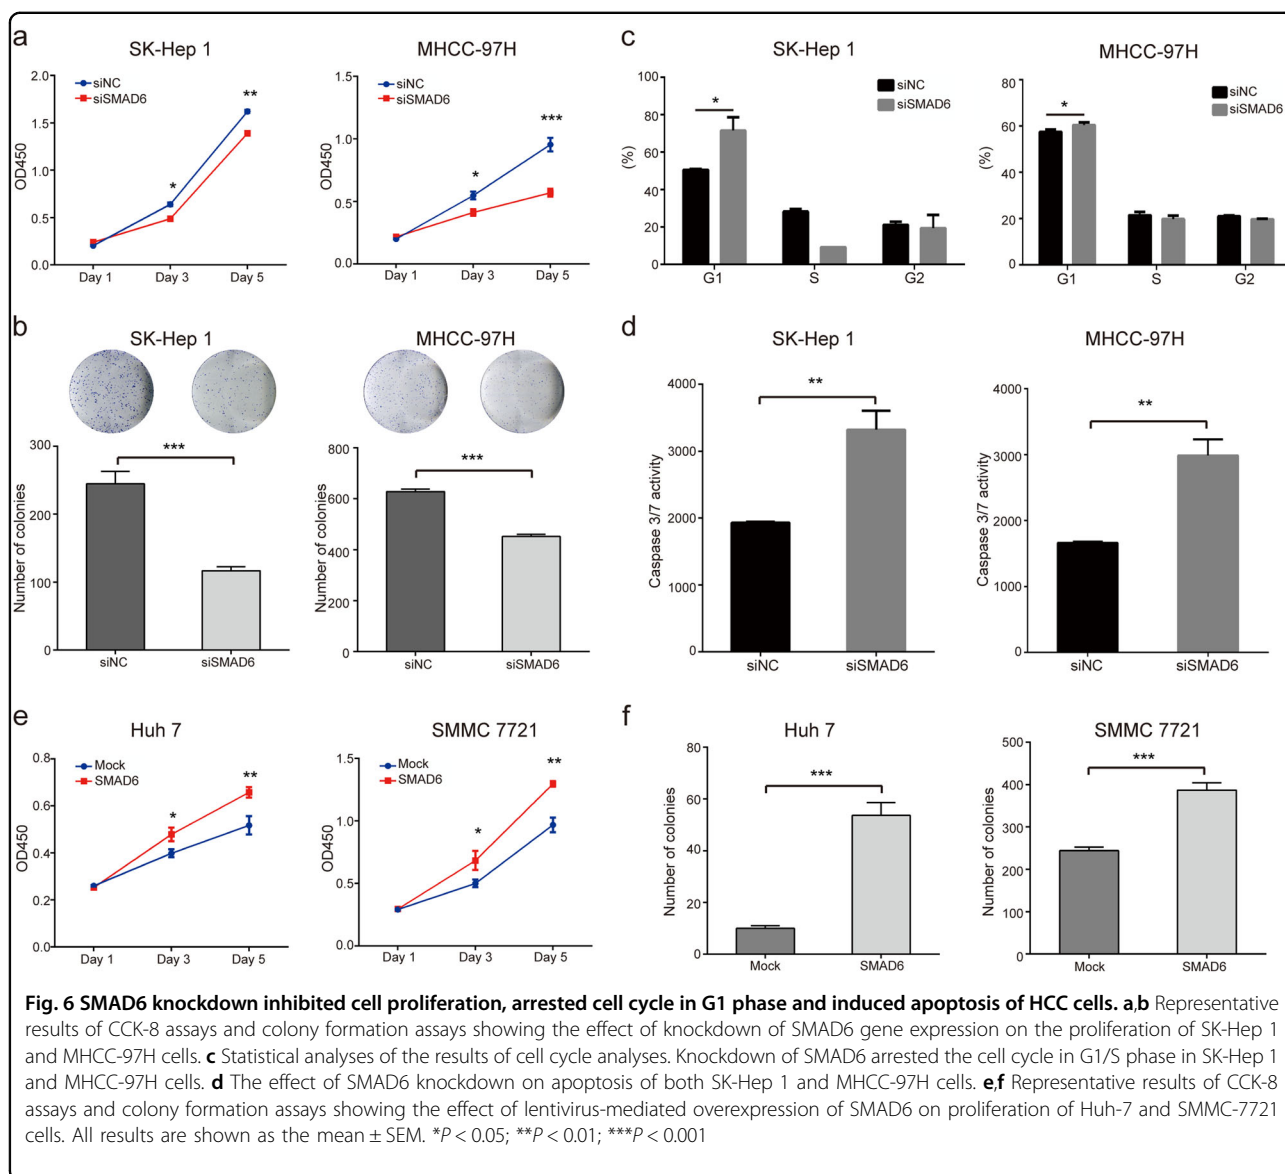 a
SK-Hep 1
siNC
siSMAD6
OD450
2.0
1.5
1.0
0.5
0.0
*
**
Day 1 Day 3 Day 5
MHCC-97H
siNC
siSMAD6
OD450
1.5
1.0
0.5
0.0
*
***
Day 1 Day 3 Day 5
c
SK-Hep 1
siNC
siSMAD6
(%)
100
80
60
40
20
0
*
G1 S G2
MHCC-97H
siNC
siSMAD6
(%)
80
60
40
20
0
*
G1 S G2
b
SK-Hep 1
Number of colonies
300
200
100
0
***
siNC siSMAD6
MHCC-97H
Number of colonies
800
600
400
200
0
***
siNC siSMAD6
d
SK-Hep 1
Caspase 3/7 activity
4000
3000
2000
1000
0
**
siNC siSMAD6
MHCC-97H
Caspase 3/7 activity
4000
3000
2000
1000
0
**
siNC siSMAD6
e
Huh 7
Mock
SMAD6
OD450
0.8
0.6
0.4
0.2
0.0
*
**
Day 1 Day 3 Day 5
SMMC 7721
Mock
SMAD6
OD450
1.5
1.0
0.5
0.0
*
**
Day 1 Day 3 Day 5
f
Huh 7
Number of colonies
80
60
40
20
0
***
Mock SMAD6
SMMC 7721
Number of colonies
500
400
300
200
100
0
***
Mock SMAD6
Fig. 6 SMAD6 knockdown inhibited cell proliferation, arrested cell cycle in G1 phase and induced apoptosis of HCC cells. a,b Representative
results of CCK-8 assays and colony formation assays showing the effect of knockdown of SMAD6 gene expression on the proliferation of SK-Hep 1
and MHCC-97H cells. c Statistical analyses of the results of cell cycle analyses. Knockdown of SMAD6 arrested the cell cycle in G1/S phase in SK-Hep 1
and MHCC-97H cells. d The effect of SMAD6 knockdown on apoptosis of both SK-Hep 1 and MHCC-97H cells. e,f Representative results of CCK-8
assays and colony formation assays showing the effect of lentivirus-mediated overexpression of SMAD6 on proliferation of Huh-7 and SMMC-7721
cells. All results are shown as the mean ± SEM. *P < 0.05; **P < 0.01; ***P < 0.001